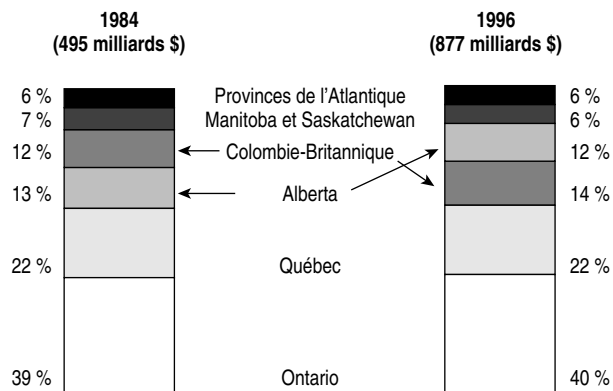 1984
(495 milliards $)
1996
(877 milliards $)
6 % Provinces de l'Atlantique 6 %
7 % Manitoba et Saskatchewan 6 %
12 % Colombie-Britannique 12 %
13 % Alberta 14 %
22 % Québec 22 %
39 % Ontario 40 %